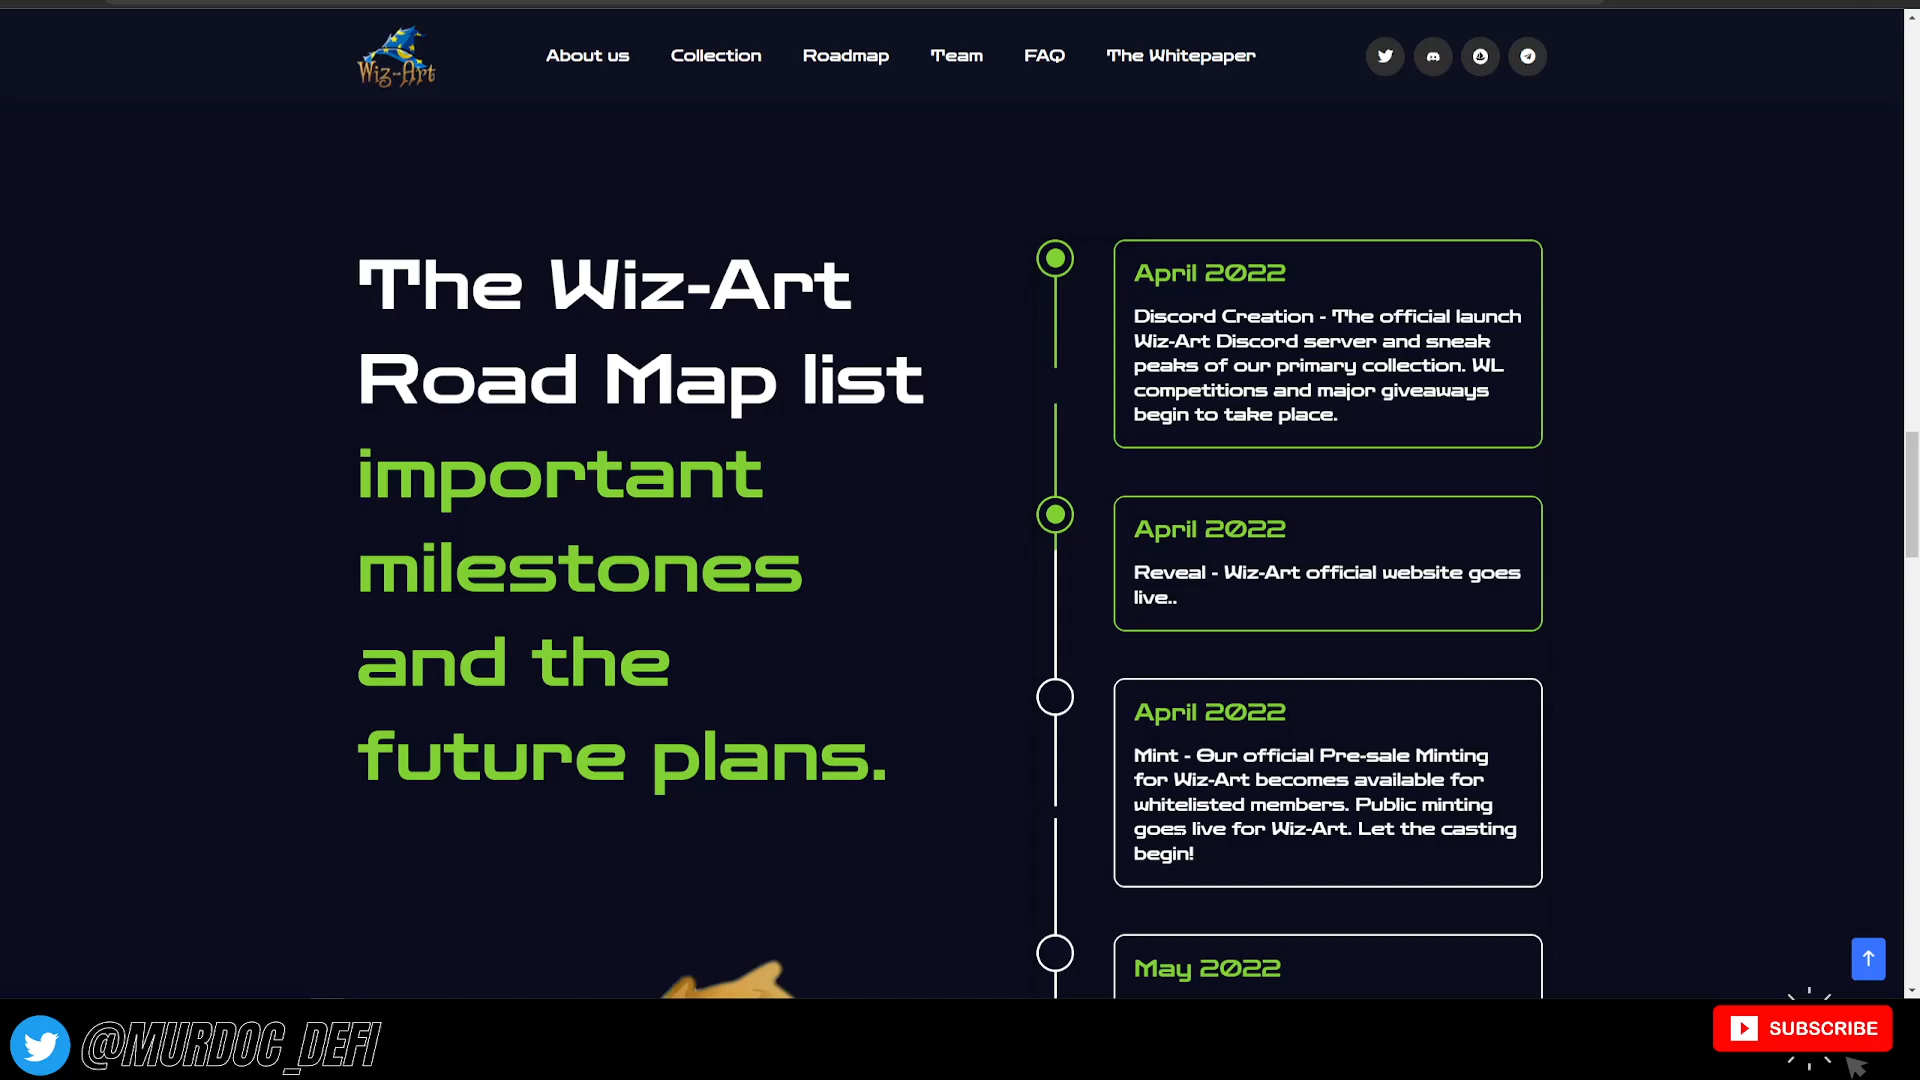 Wiz-Art
About us
Collection
Roadmap
Team
FAQ
The Whitepaper
The Wiz-Art
Road Map list
important
milestones
and the
future plans.
April 2022
Discord Creation - The official launch
Wiz-Art Discord server and sneak
peaks of our primary collection. WL
competitions and major giveaways
begin to take place.
April 2022
Reveal - Wiz-Art official website goes
live..
April 2022
Mint - Our official Pre-sale Minting
for Wiz-Art becomes available for
whitelisted members. Public minting
goes live for Wiz-Art. Let the casting
begin!
May 2022
@MURDOC_DEFI
SUBSCRIBE